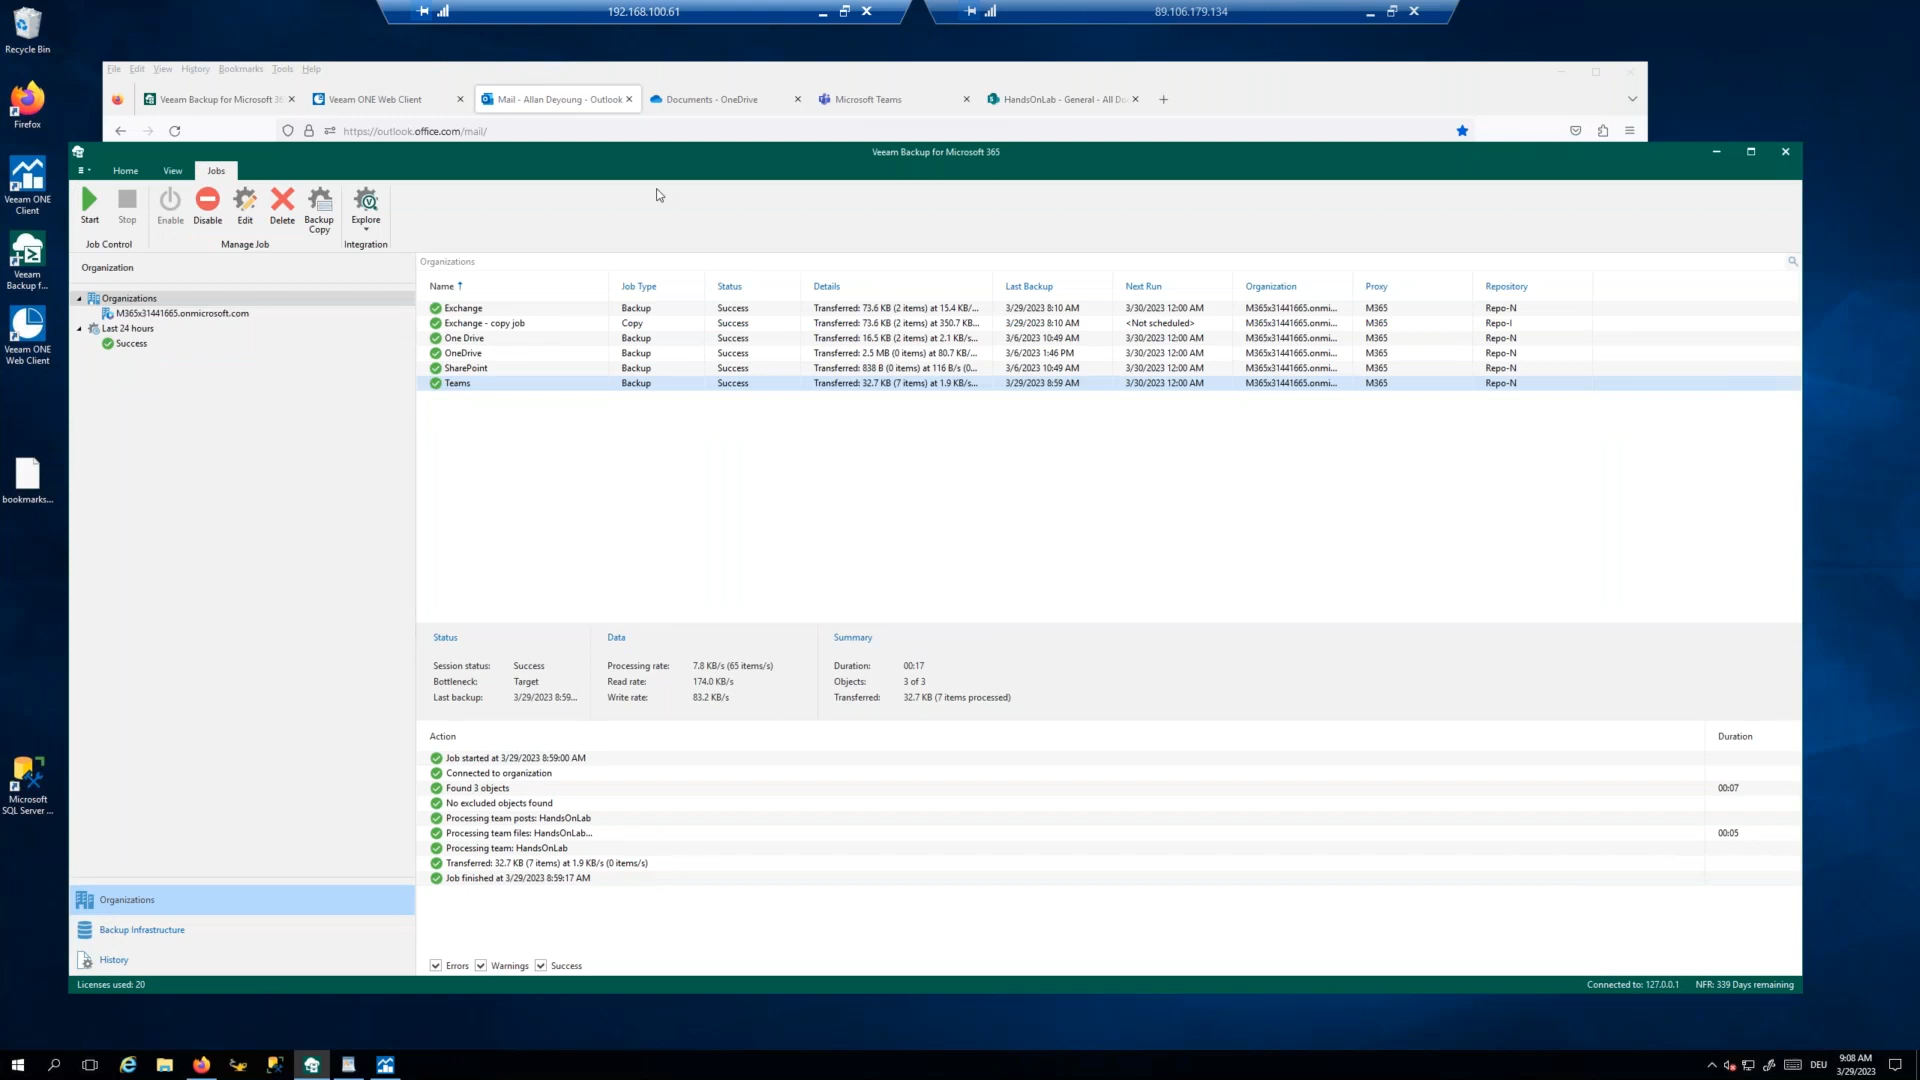 192.168.100.61
89.106.179.134
Recycle Bin
Firefox
Veeam ONE Client
Veeam Backup f...
Veeam ONE Web Client
bookmarks...
Microsoft SQL Server ...
File Edit View History Bookmarks Tools Help
Veeam Backup for Microsoft 36
Veeam ONE Web Client
Mail - Allan Deyoung - Outlook
Documents - OneDrive
Microsoft Teams
HandsOnLab - General - All Do
https://outlook.office.com/mail/
Veeam Backup for Microsoft 365
Home View Jobs
Start Stop Enable Disable Edit Delete Backup Copy Explore
Job Control Manage Job Integration
Organization
Organizations
M365x31441665.onmicrosoft.com
Last 24 hours
Success
Organizations
Name Job Type Status Details Last Backup Next Run Organization Proxy Repository
Exchange Backup Success Transferred: 73.6 KB (2 items) at 15.4 KB/... 3/29/2023 8:10 AM 3/30/2023 12:00 AM M365x31441665.onmi... M365 Repo-N
Exchange - copy job Copy Success Transferred: 73.6 KB (2 items) at 350.7 KB... 3/29/2023 8:10 AM <Not scheduled> M365x31441665.onmi... M365 Repo-I
One Drive Backup Success Transferred: 16.5 KB (2 items) at 2.1 KB/s... 3/6/2023 10:49 AM 3/30/2023 12:00 AM M365x31441665.onmi... M365 Repo-N
OneDrive Backup Success Transferred: 2.5 MB (0 items) at 80.7 KB/... 3/6/2023 1:46 PM 3/30/2023 12:00 AM M365x31441665.onmi... M365 Repo-N
SharePoint Backup Success Transferred: 838 B (0 items) at 116 B/s (0... 3/6/2023 10:49 AM 3/30/2023 12:00 AM M365x31441665.onmi... M365 Repo-N
Teams Backup Success Transferred: 32.7 KB (7 items) at 1.9 KB/s... 3/29/2023 8:59 AM 3/30/2023 12:00 AM M365x31441665.onmi... M365 Repo-N
Status Data Summary
Session status: Success Processing rate: 7.8 KB/s (65 items/s) Duration: 00:17
Bottleneck: Target Read rate: 174.0 KB/s Objects: 3 of 3
Last backup: 3/29/2023 8:59... Write rate: 83.2 KB/s Transferred: 32.7 KB (7 items processed)
Action Duration
Job started at 3/29/2023 8:59:00 AM
Connected to organization
Found 3 objects 00:07
No excluded objects found
Processing team posts: HandsOnLab
Processing team files: HandsOnLab... 00:05
Processing team: HandsOnLab
Transferred: 32.7 KB (7 items) at 1.9 KB/s (0 items/s)
Job finished at 3/29/2023 8:59:17 AM
Organizations
Backup Infrastructure
History
Errors Warnings Success
Licenses used: 20 Connected to: 127.0.0.1 NFR: 339 Days remaining
DEU 9:08 AM
3/29/2023